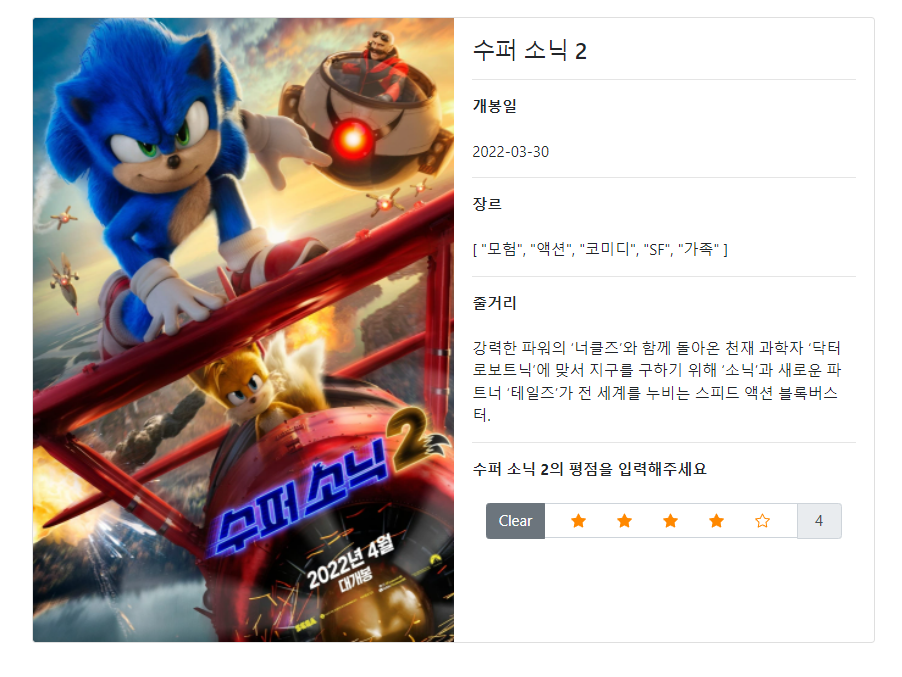 수퍼 소닉 2
개봉일
2022-03-30
장르
[ "모험", "액션", "코미디", "SF", "가족" ]
줄거리
강력한 파워의 ‘너클즈’와 함께 돌아온 천재 과학자 ‘닥터
로보트닉’에 맞서 지구를 구하기 위해 ‘소닉’과 새로운 파
트너 ‘테일즈’가 전 세계를 누비는 스피드 액션 블록버스
터.
수퍼 소닉 2의 평점을 입력해주세요
Clear
4
수퍼 소닉 2
2022년 4월
대개봉
SEGA